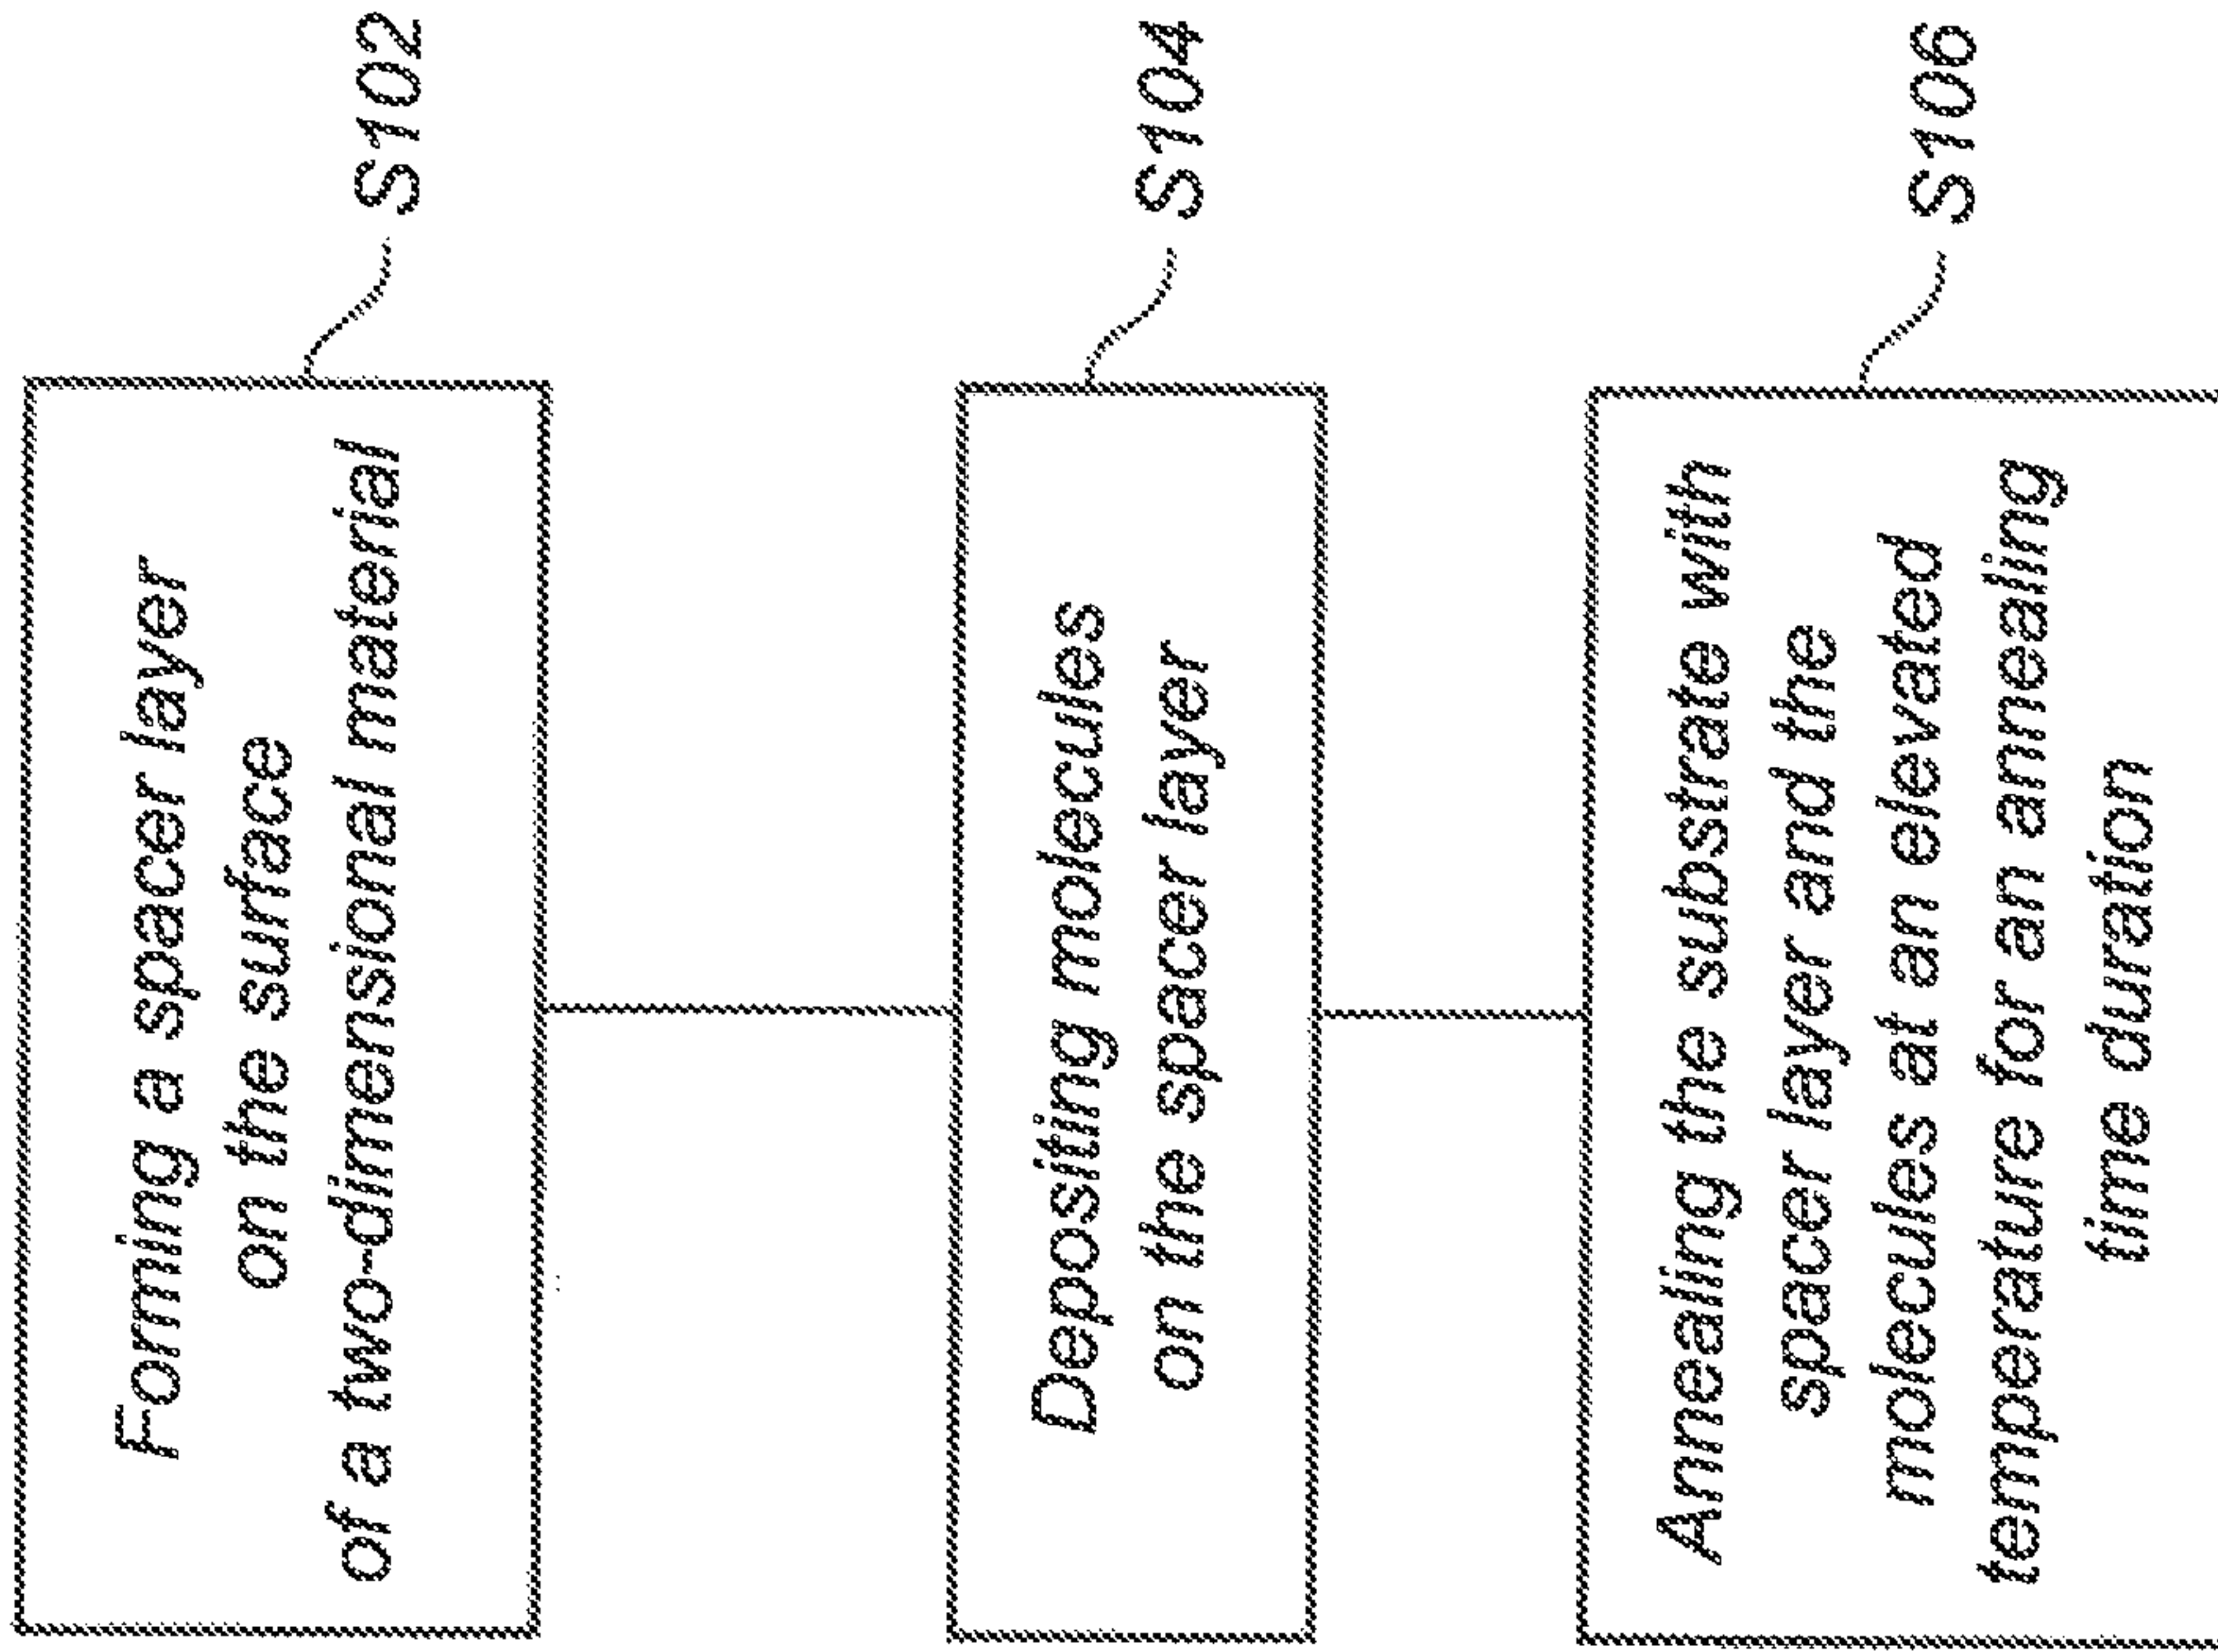 Forming a spacer layer
on the surface
of a two-dimensional material
S102
Depositing molecules
on the spacer layer
S104
Annealing the substrate with
spacer layer and the
molecules at an elevated
temperature for an annealing
time duration
S106